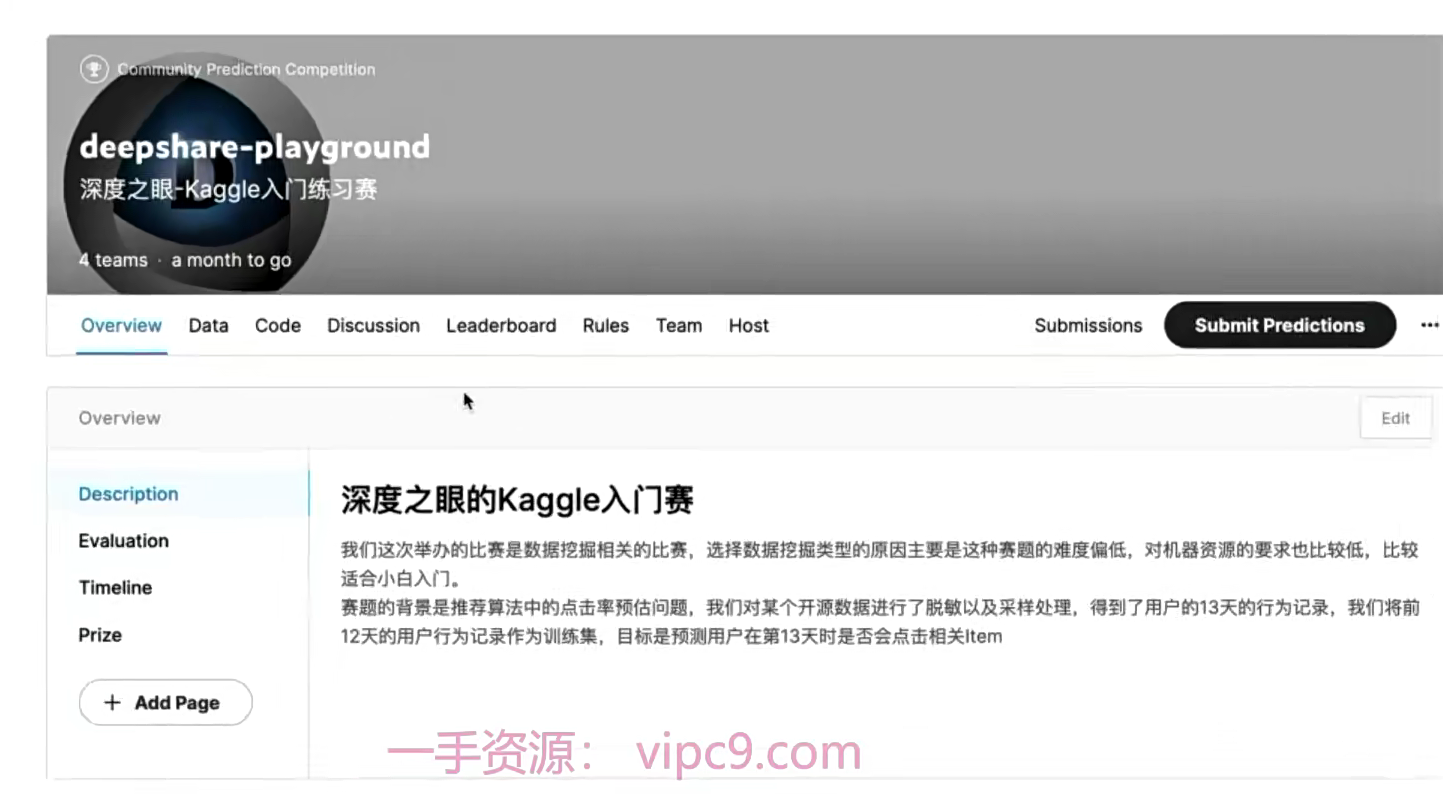 Community Prediction Competition
deepshare-playground
深度之眼-Kaggle入门练习赛
4 teams · a month to go
Overview Data Code Discussion Leaderboard Rules Team Host Submissions Submit Predictions ···
Overview Edit
Description
Evaluation
Timeline
Prize
+ Add Page
深度之眼的Kaggle入门赛
我们这次举办的比赛是数据挖掘相关的比赛，选择数据挖掘类型的原因主要是这种赛题的难度偏低，对机器资源的要求也比较低，比较
适合小白入门。
赛题的背景是推荐算法中的点击率预估问题，我们对某个开源数据进行了脱敏以及采样处理，得到了用户的13天的行为记录，我们将前
12天的用户行为记录作为训练集，目标是预测用户在第13天时是否会点击相关Item
一手资源： vipc9.com